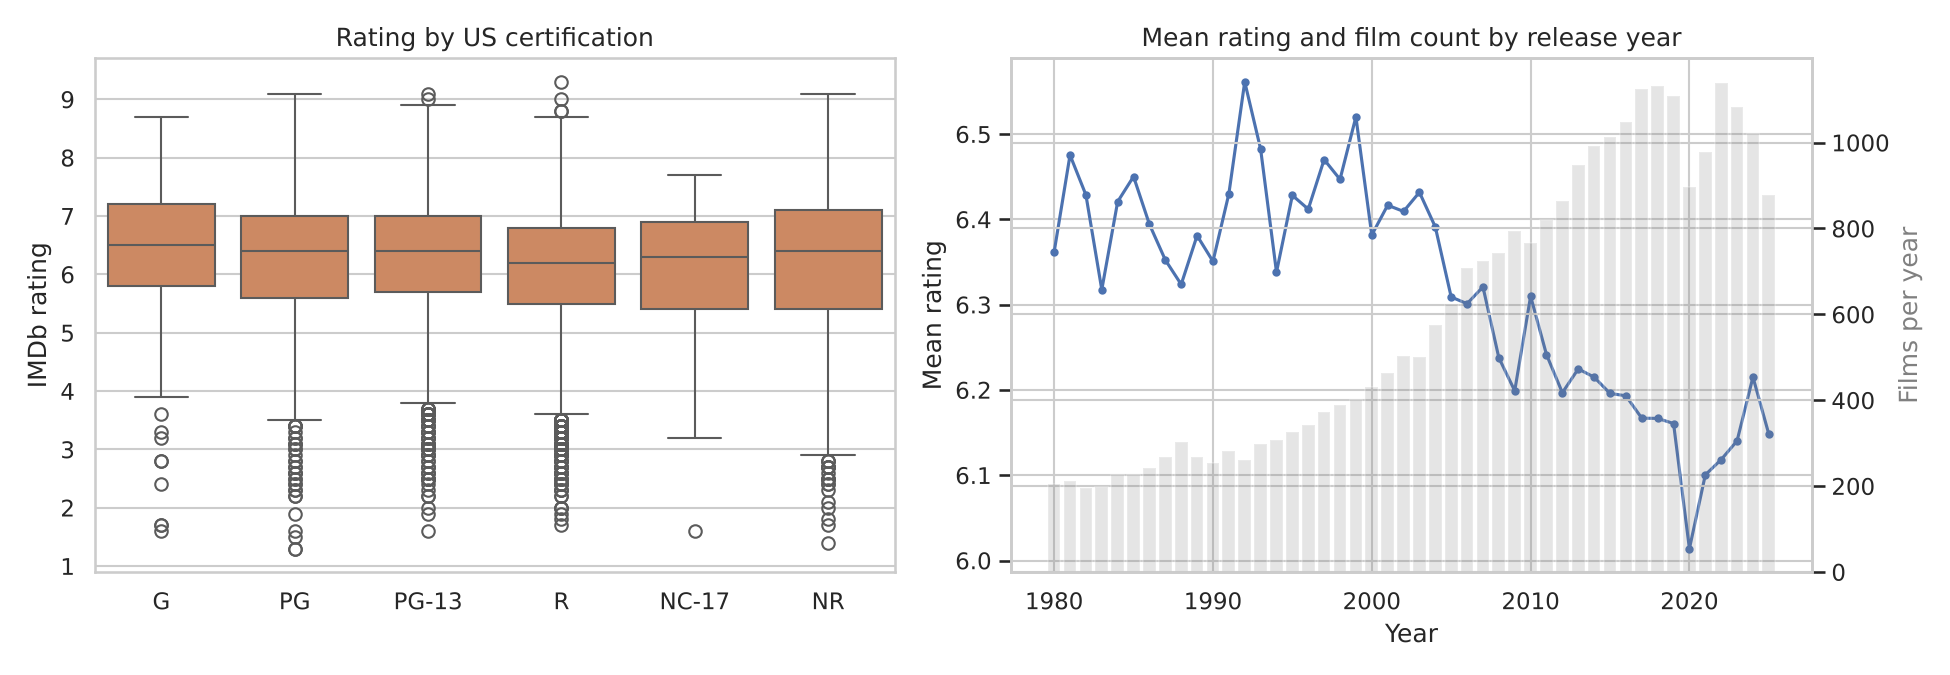 Rating by US certification
IMDb rating
9
8
7
6
5
4
3
2
1
G PG PG-13 R NC-17 NR
Mean rating and film count by release year
Mean rating
6.5
6.4
6.3
6.2
6.1
6.0
1000
800
600
400
200
0
Films per year
1980 1990 2000 2010 2020
Year